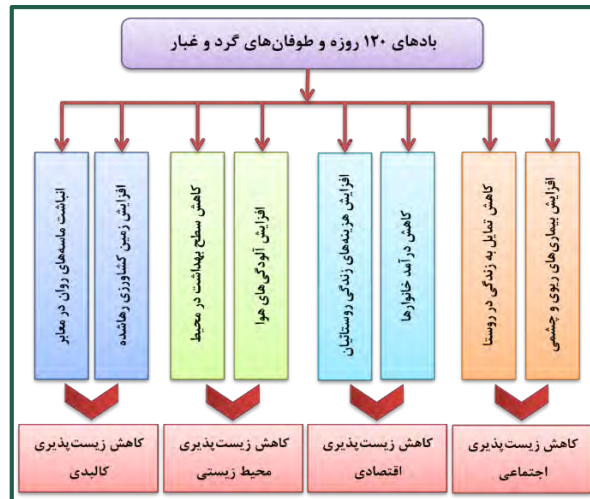 بادهای ۱۲۰ روزه و طوفان‌های گرد و غبار
افزایش بیماری‌های ریوی و چشمی
کاهش تمایل به زندگی در روستا
کاهش درآمد خانوارها
افزایش هزینه‌های زندگی روستائیان
افزایش آلودگی‌های هوا
کاهش سطح بهداشت در محیط
افزایش زمین کشاورزی رهاشده
انباشت ماسه‌های روان در معابر
کاهش زیست‌پذیری
اجتماعی
کاهش زیست‌پذیری
اقتصادی
کاهش زیست‌پذیری
محیط زیستی
کاهش زیست‌پذیری
کالبدی